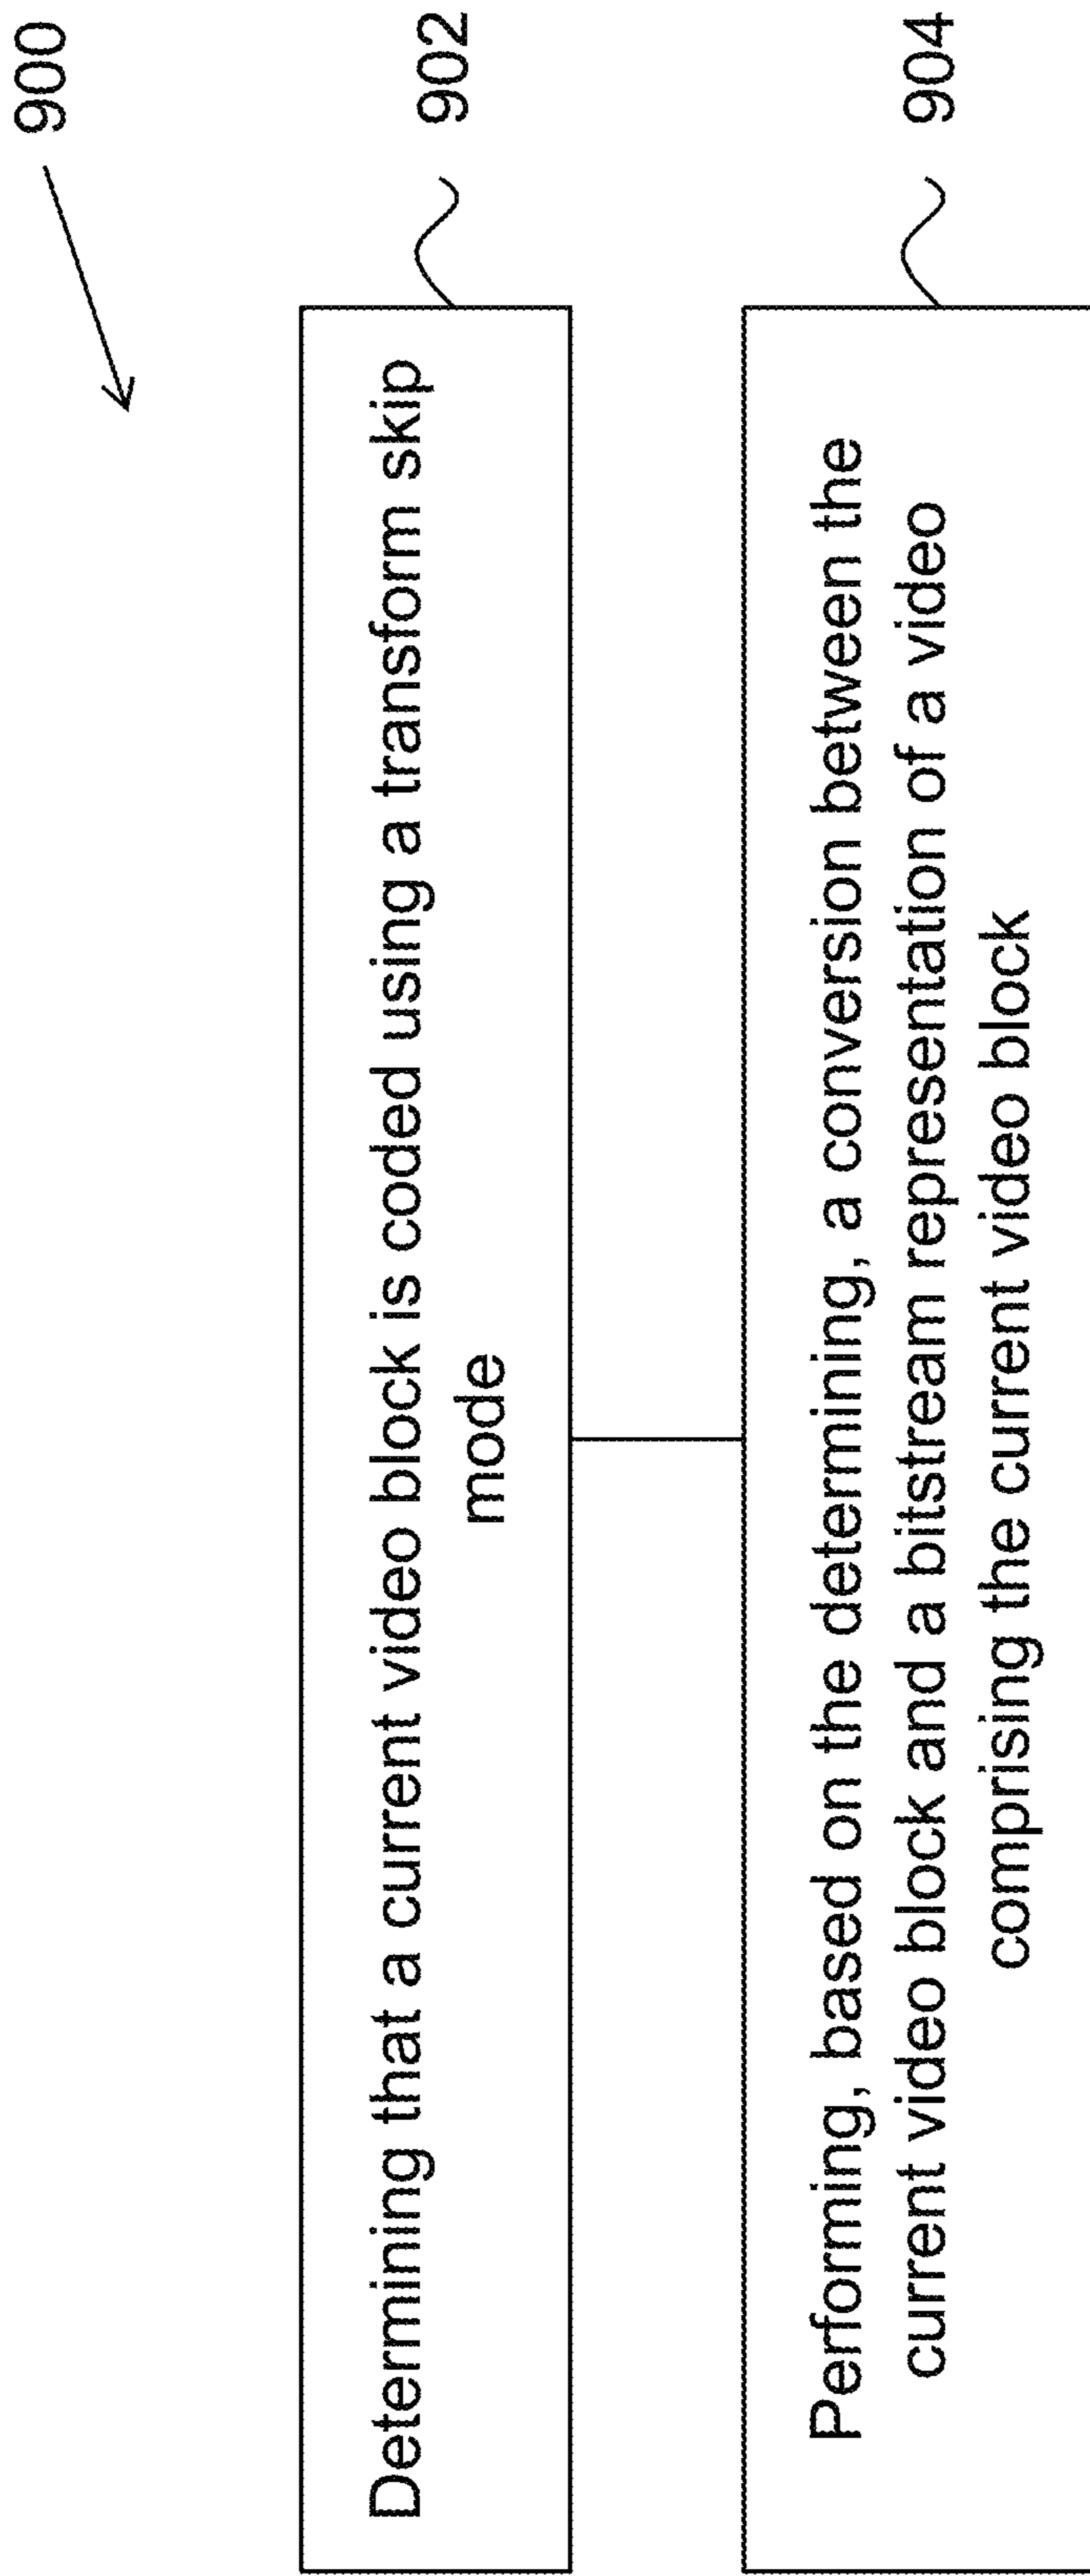 900
Determining that a current video block is coded using a transform skip
mode
902
Performing, based on the determining, a conversion between the
current video block and a bitstream representation of a video
comprising the current video block
904